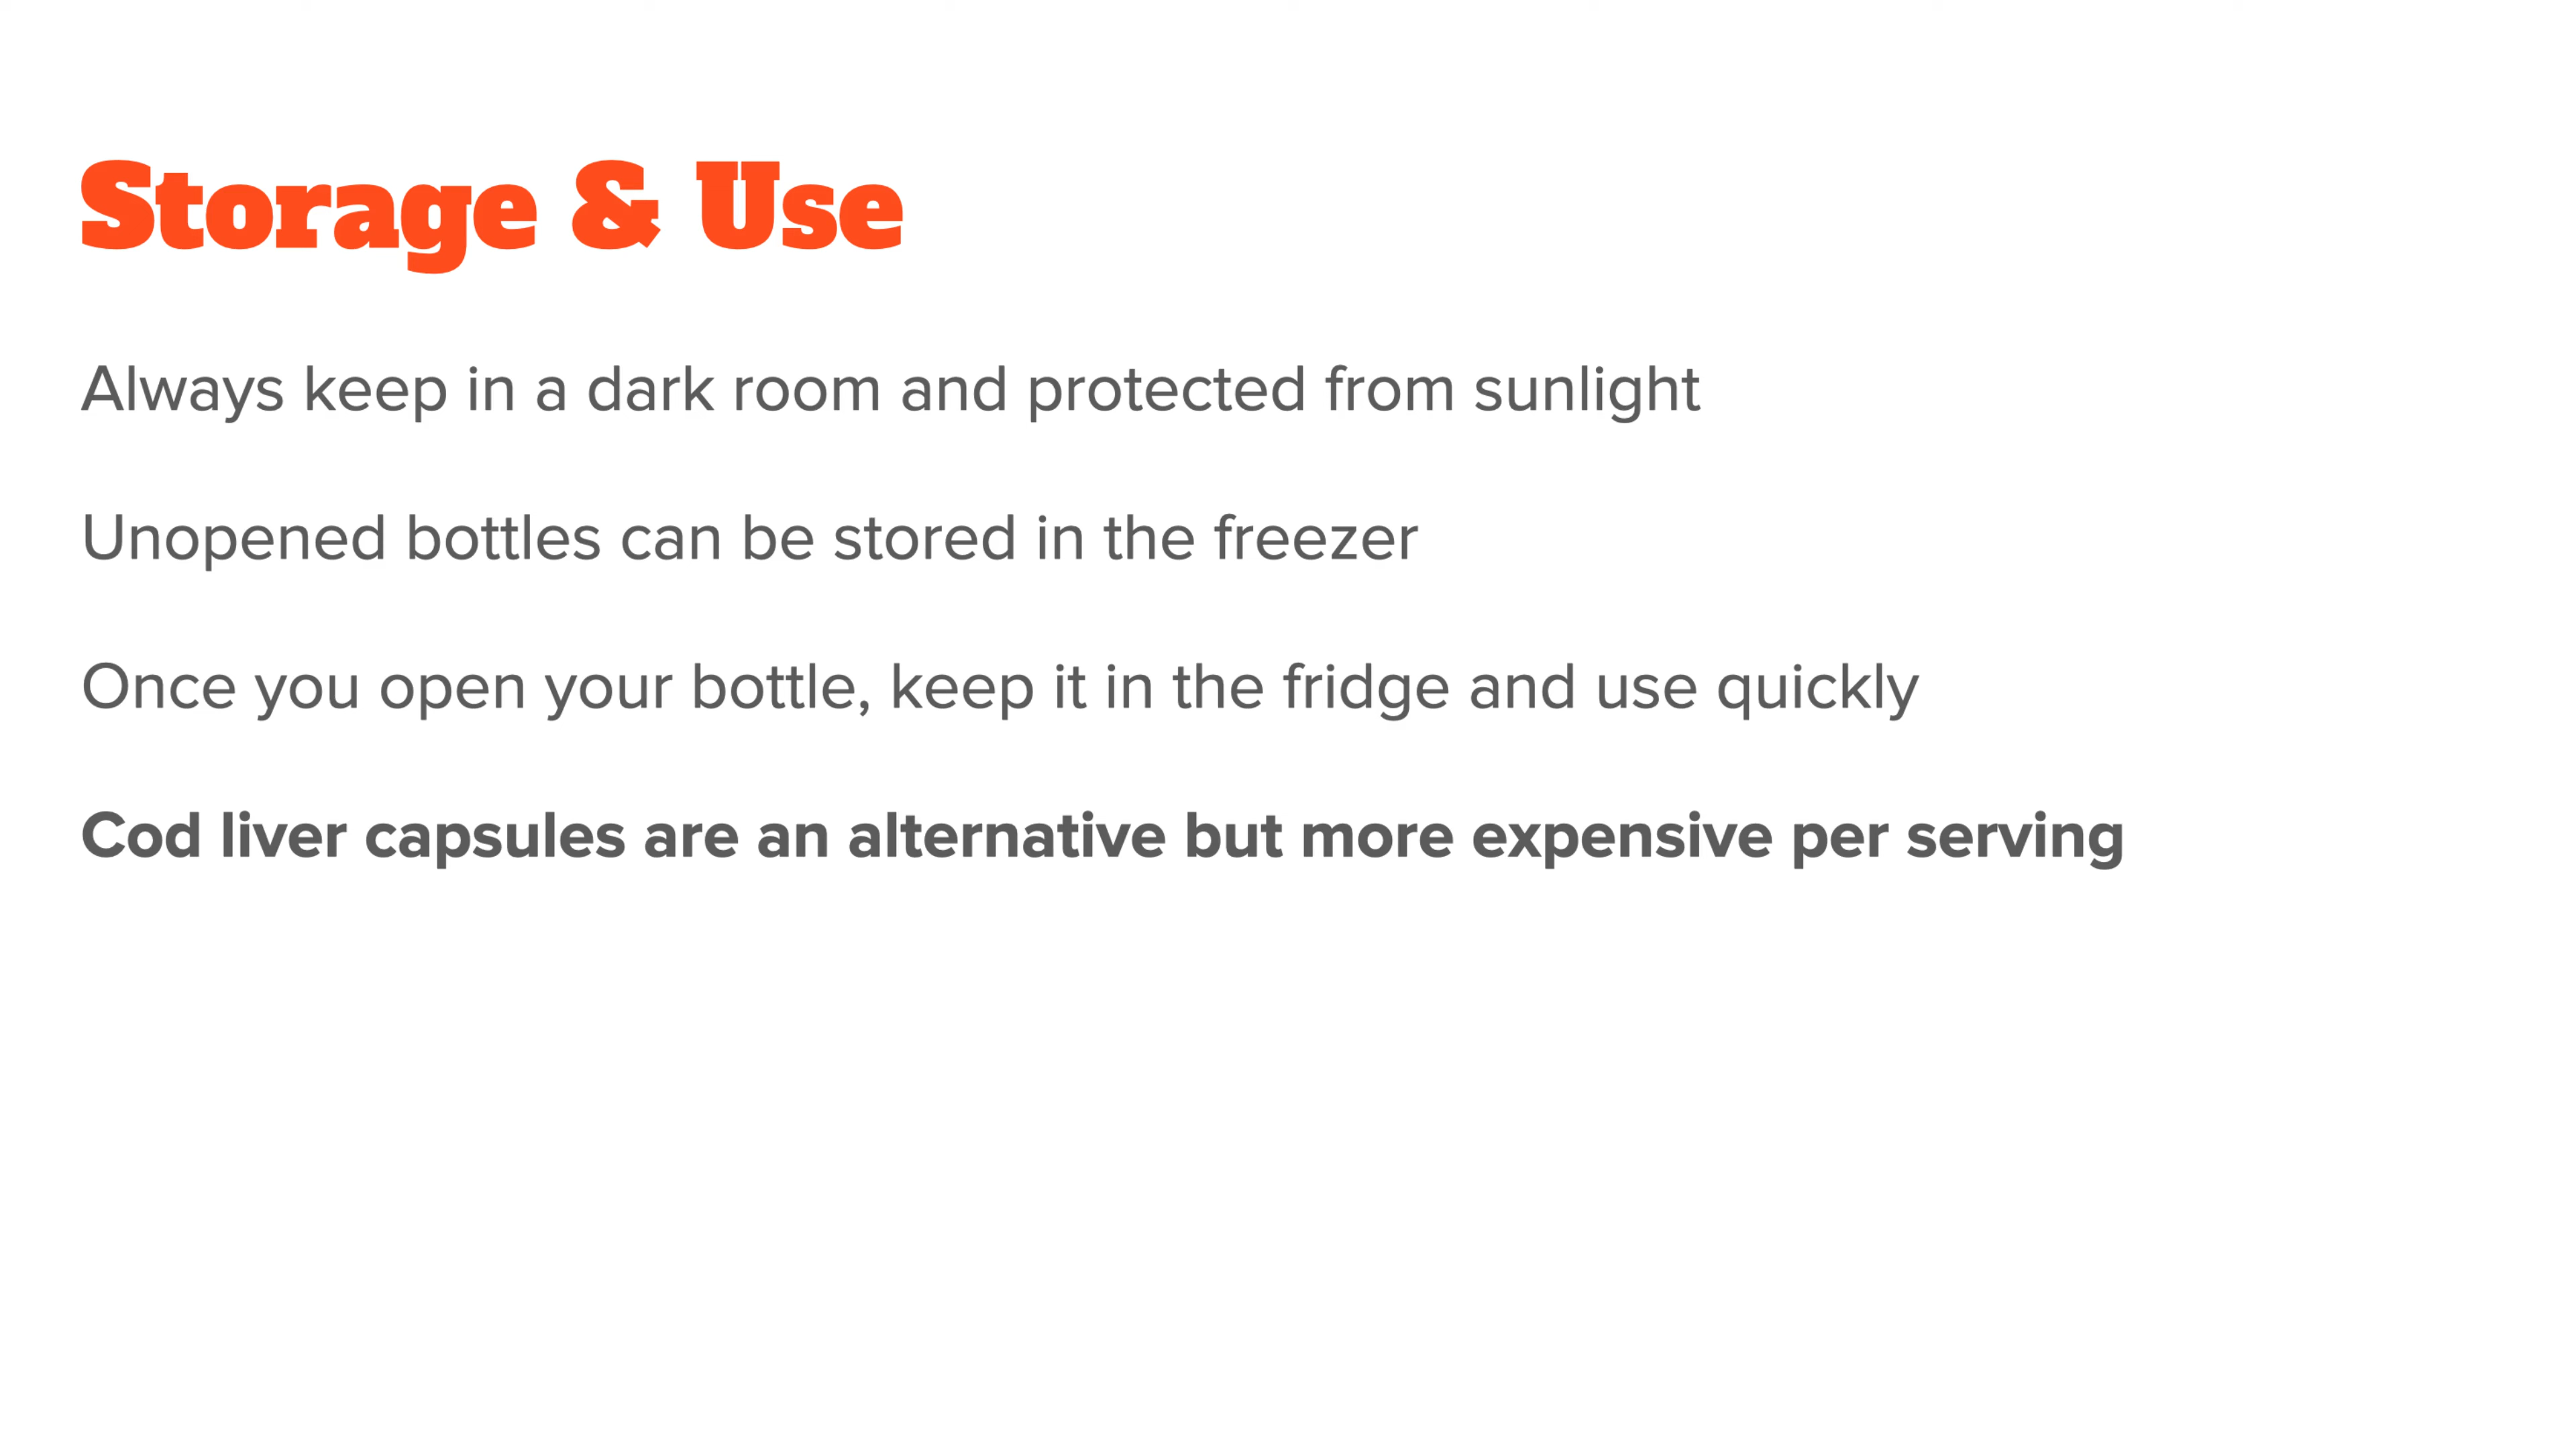 Storage & Use
Always keep in a dark room and protected from sunlight
Unopened bottles can be stored in the freezer
Once you open your bottle, keep it in the fridge and use quickly
Cod liver capsules are an alternative but more expensive per serving